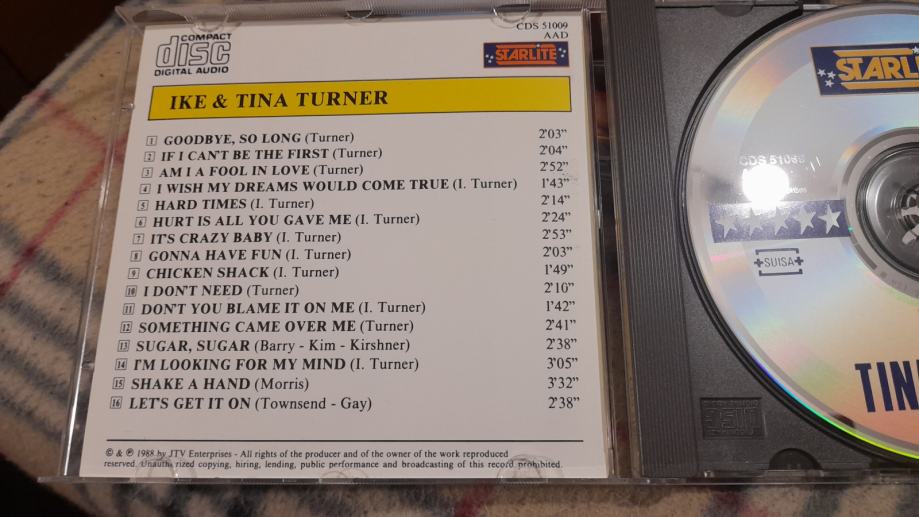 COMPACT
disc
DIGITAL AUDIO
CDS 51009
AAD
STARLITE
IKE & TINA TURNER
1 GOODBYE, SO LONG (Turner) 2'03"
2 IF I CAN'T BE THE FIRST (Turner) 2'04"
3 AM I A FOOL IN LOVE (Turner) 2'52"
4 I WISH MY DREAMS WOULD COME TRUE (I. Turner) 1'43"
5 HARD TIMES (I. Turner) 2'14"
6 HURT IS ALL YOU GAVE ME (I. Turner) 2'24"
7 IT'S CRAZY BABY (I. Turner) 2'53"
8 GONNA HAVE FUN (I. Turner) 2'03"
9 CHICKEN SHACK (I. Turner) 1'49"
10 I DON'T NEED (Turner) 2'10"
11 DON'T YOU BLAME IT ON ME (I. Turner) 1'42"
12 SOMETHING CAME OVER ME (Turner) 2'41"
13 SUGAR, SUGAR (Barry - Kim - Kirshner) 2'38"
14 I'M LOOKING FOR MY MIND (I. Turner) 3'05"
15 SHAKE A HAND (Morris) 3'32"
16 LET'S GET IT ON (Townsend - Gay) 2'38"
© & ℗ 1988 by JTV Enterprises - All rights of the producer and of the owner of the work reproduced
reserved. Unauth rized copying, hiring, lending, public performance and broadcasting of this record prohibited.
STARLI
CDS 51009
SUISA
TIN